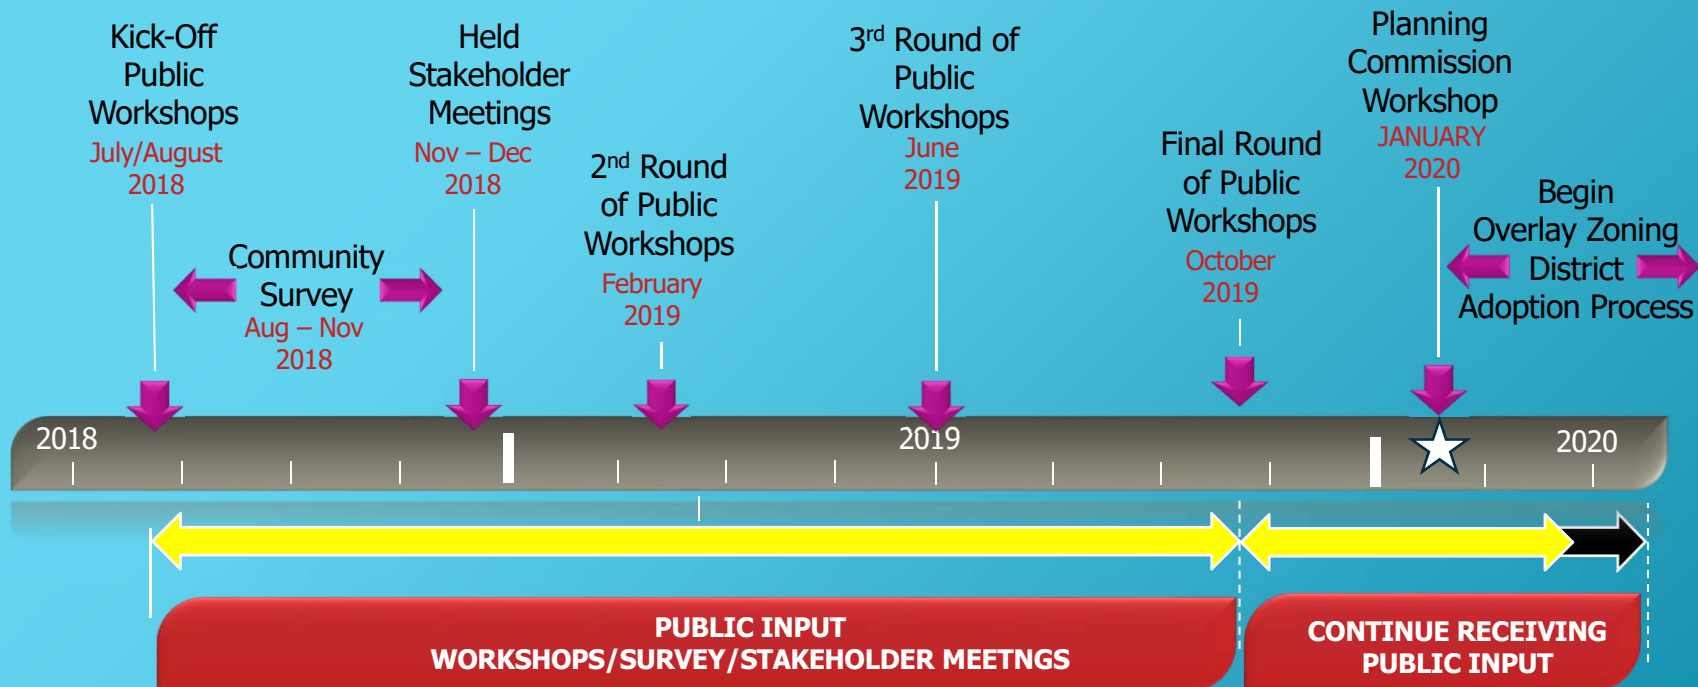 Kick-Off
Public
Workshops
July/August
2018
Community
Survey
Aug – Nov
2018
Held
Stakeholder
Meetings
Nov – Dec
2018
2nd Round
of Public
Workshops
February
2019
3rd Round of
Public
Workshops
June
2019
Final Round
of Public
Workshops
October
2019
Planning
Commission
Workshop
JANUARY
2020
Begin
Overlay Zoning
District
Adoption Process
2018
2019
2020
PUBLIC INPUT
WORKSHOPS/SURVEY/STAKEHOLDER MEETNGS
CONTINUE RECEIVING
PUBLIC INPUT